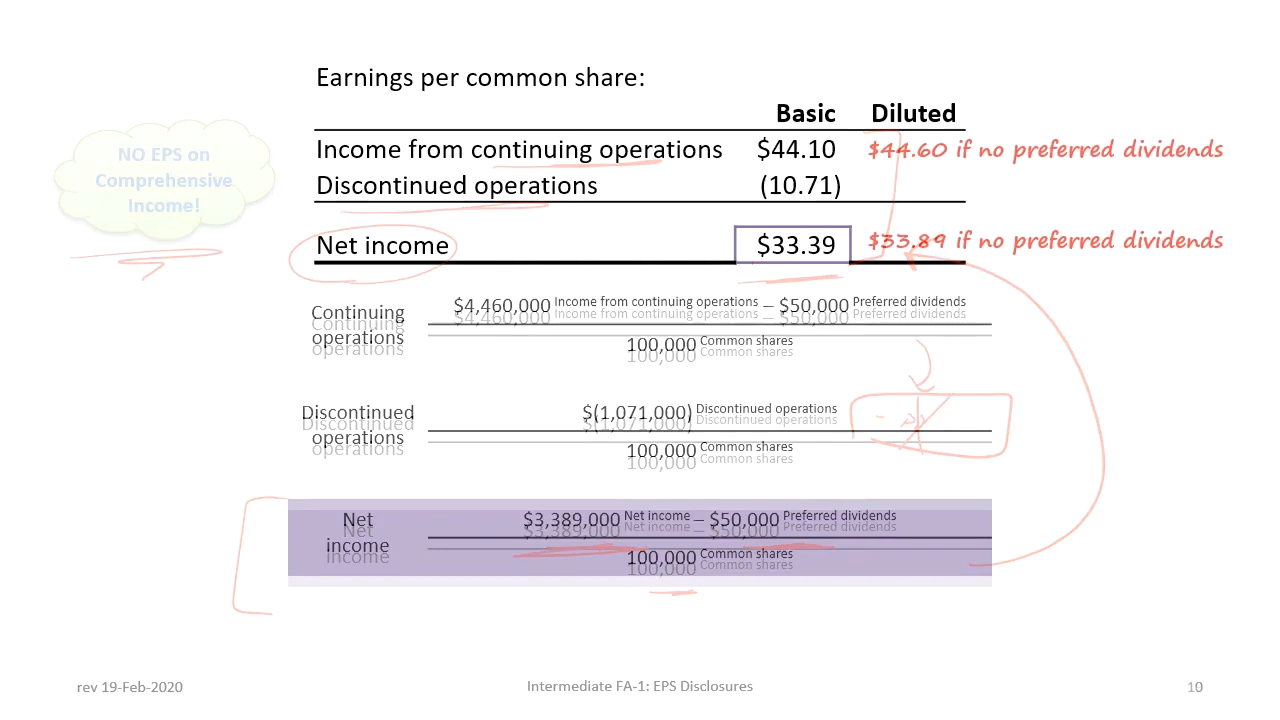 Earnings per common share:
Basic Diluted
Income from continuing operations $44.10 $44.60 if no preferred dividends
Discontinued operations (10.71)
Net income $33.39 $33.89 if no preferred dividends
NO EPS on
Comprehensive
Income!
Continuing
operations
$4,460,000 Income from continuing operations – $50,000 Preferred dividends
100,000 Common shares
Discontinued
operations
$(1,071,000) Discontinued operations
100,000 Common shares
Net
income
$3,389,000 Net income – $50,000 Preferred dividends
100,000 Common shares
rev 19-Feb-2020 Intermediate FA-1: EPS Disclosures 10